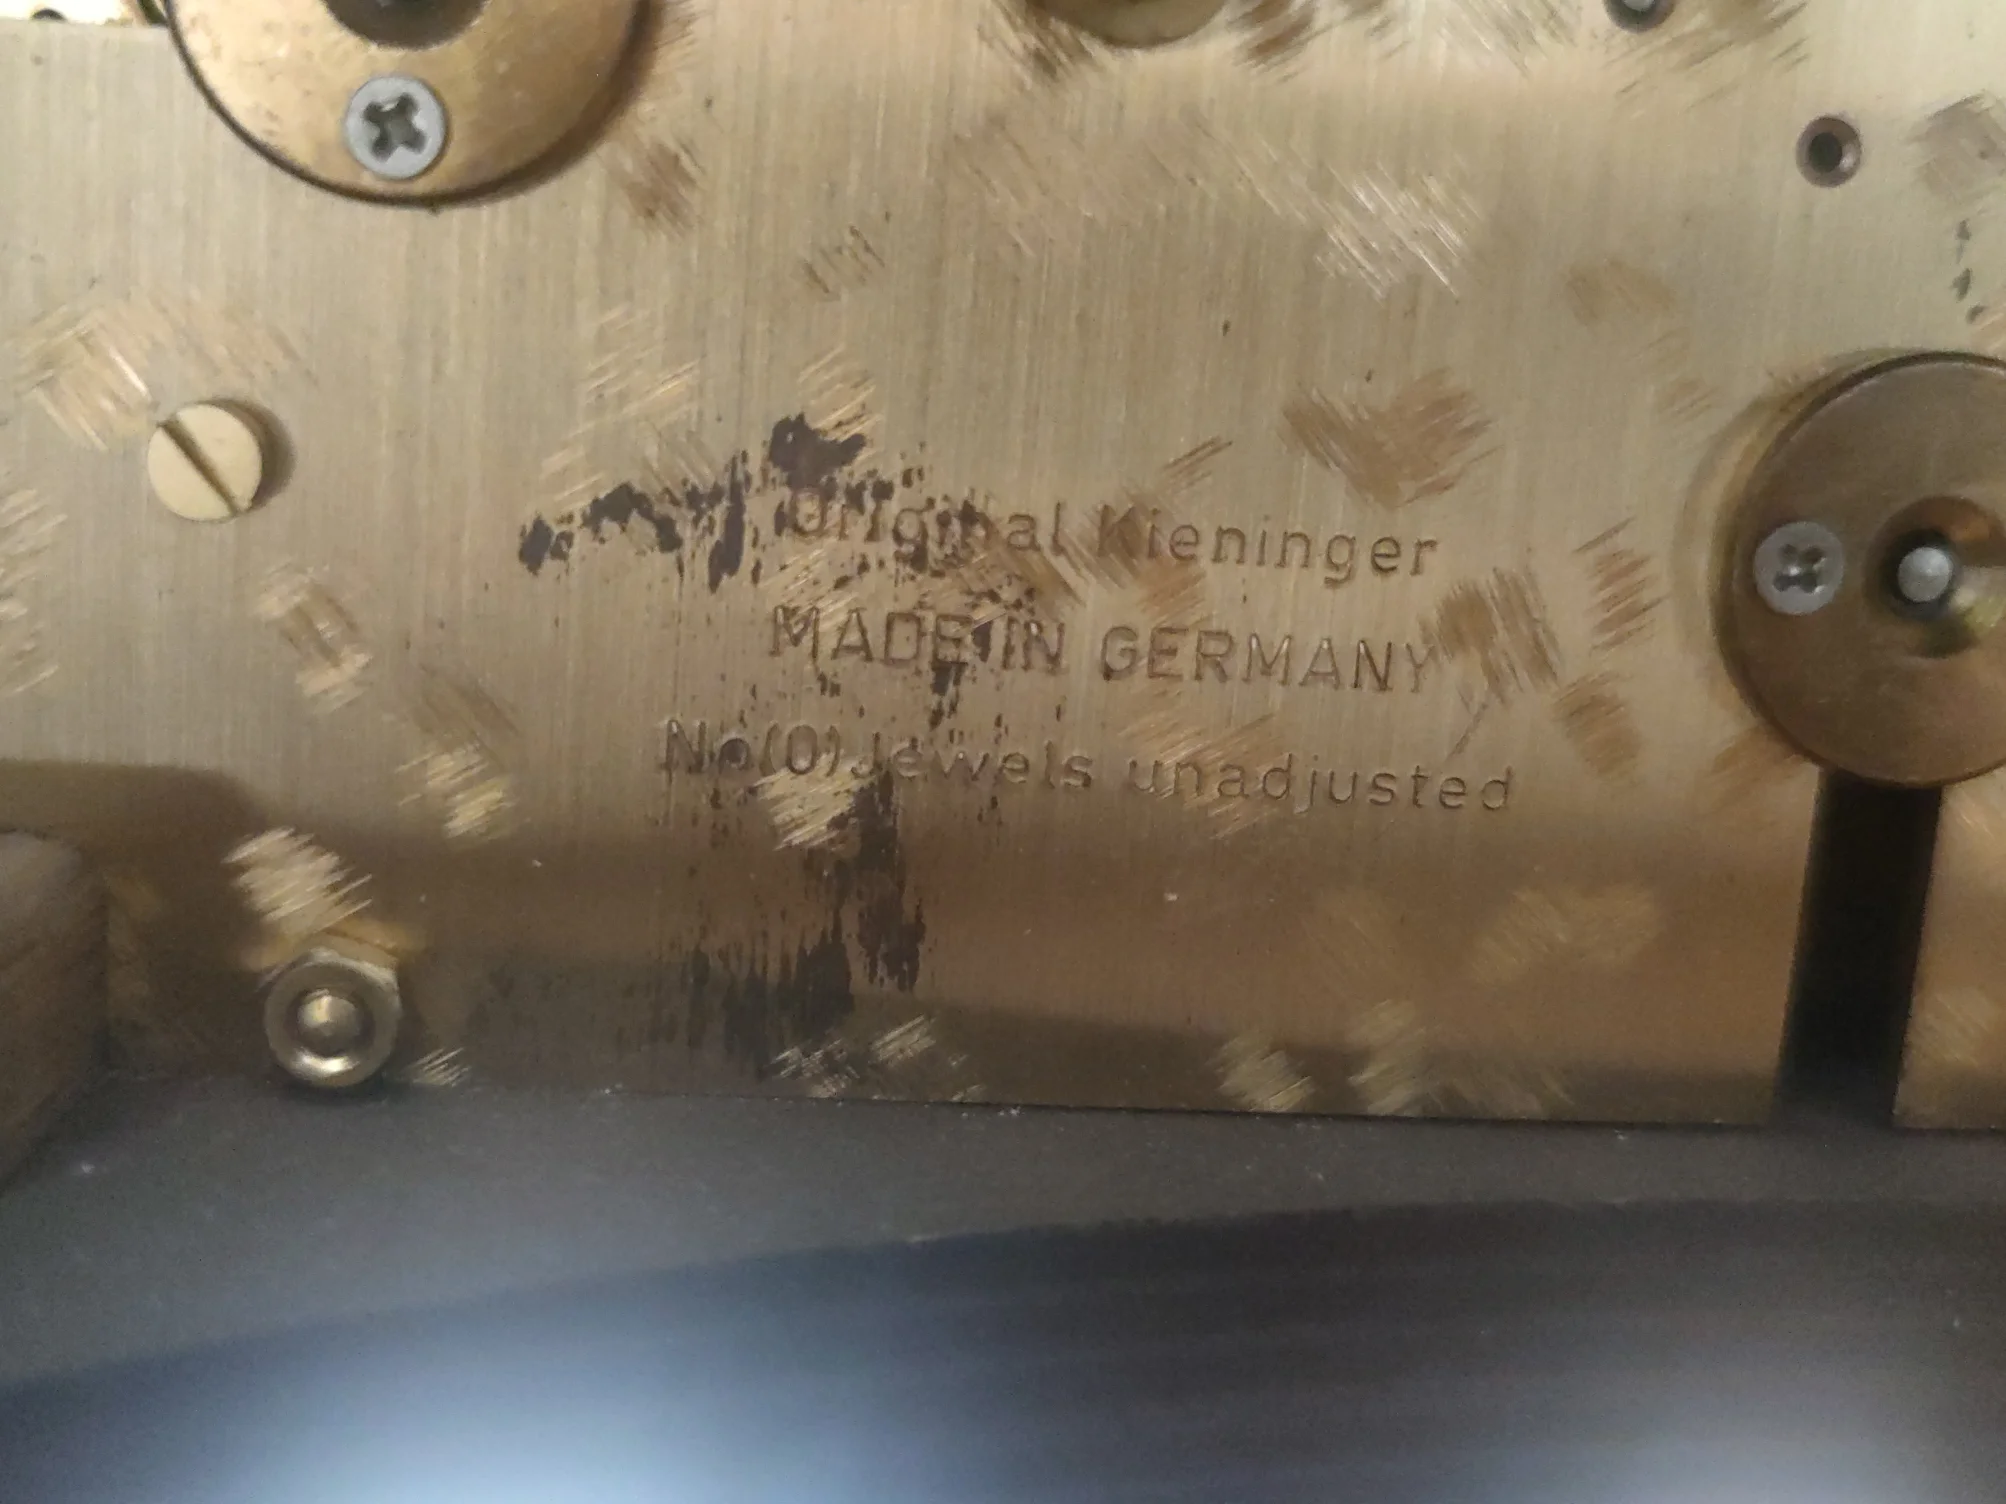 Original Kieninger
MADE IN GERMANY
No(0) Jewels unadjusted